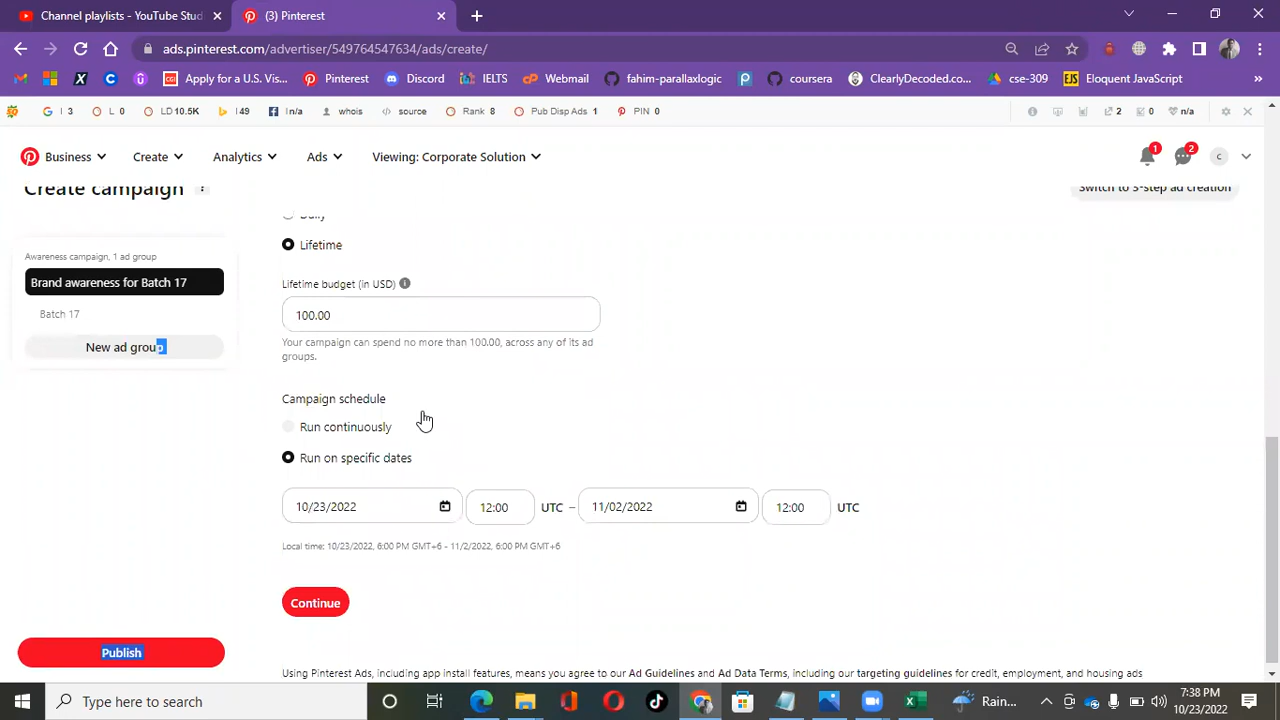 Channel playlists - YouTube Stud
(3) Pinterest
ads.pinterest.com/advertiser/549764547634/ads/create/
Apply for a U.S. Vis...
Pinterest
Discord
IELTS
Webmail
fahim-parallaxlogic
coursera
ClearlyDecoded.co...
cse-309
EJS
Eloquent JavaScript
»
G I 3
L 0
LD 10.5K
I 49
I n/a
whois
source
Rank 8
Pub Disp Ads 1
PIN 0
2
0
n/a
Business
Create
Analytics
Ads
Viewing: Corporate Solution
1
2
C
Create campaign
Switch to 3-step ad creation
Awareness campaign, 1 ad group
Brand awareness for Batch 17
Batch 17
New ad group
Publish
Daily
Lifetime
Lifetime budget (in USD)
100.00
Your campaign can spend no more than 100.00, across any of its ad
groups.
Campaign schedule
Run continuously
Run on specific dates
10/23/2022 12:00 UTC – 11/02/2022 12:00 UTC
Local time: 10/23/2022, 6:00 PM GMT+6 - 11/2/2022, 6:00 PM GMT+6
Continue
Using Pinterest Ads, including app install features, means you agree to our Ad Guidelines and Ad Data Terms, including our targeting guidelines for credit, employment, and housing ads
Type here to search
Rain...
7:38 PM
10/23/2022